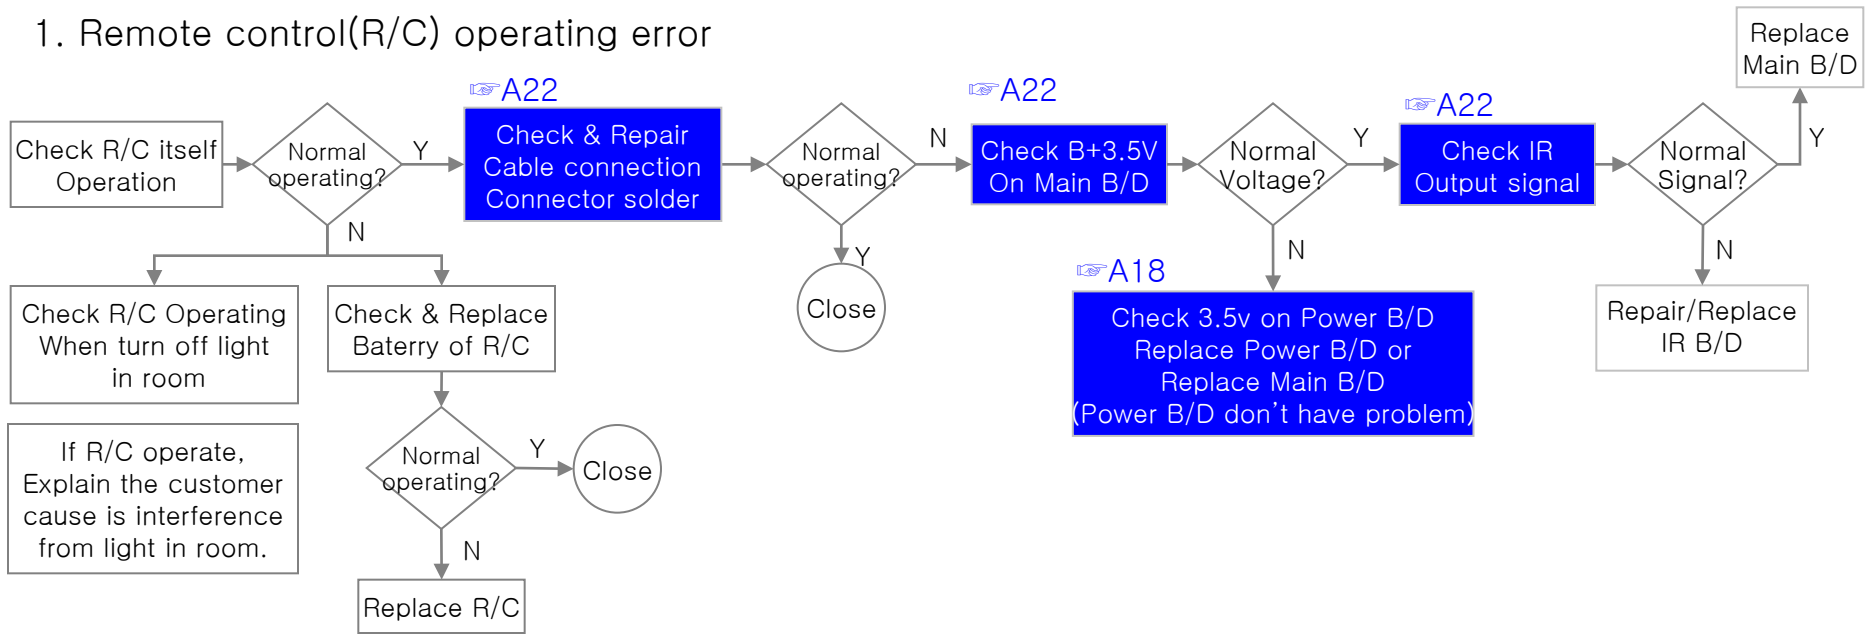 1. Remote control(R/C) operating error
Check R/C itself
Operation
Normal
operating?
Y
N
☞A22
Check & Repair
Cable connection
Connector solder
Normal
operating?
N
Y
Close
☞A22
Check B+3.5V
On Main B/D
Normal
Voltage?
Y
N
☞A22
Check IR
Output signal
Normal
Signal?
Y
N
Replace
Main B/D
Repair/Replace
IR B/D
☞A18
Check 3.5v on Power B/D
Replace Power B/D or
Replace Main B/D
(Power B/D don't have problem)
Check R/C Operating
When turn off light
in room
Check & Replace
Baterry of R/C
If R/C operate,
Explain the customer
cause is interference
from light in room.
Normal
operating?
Y
Close
N
Replace R/C